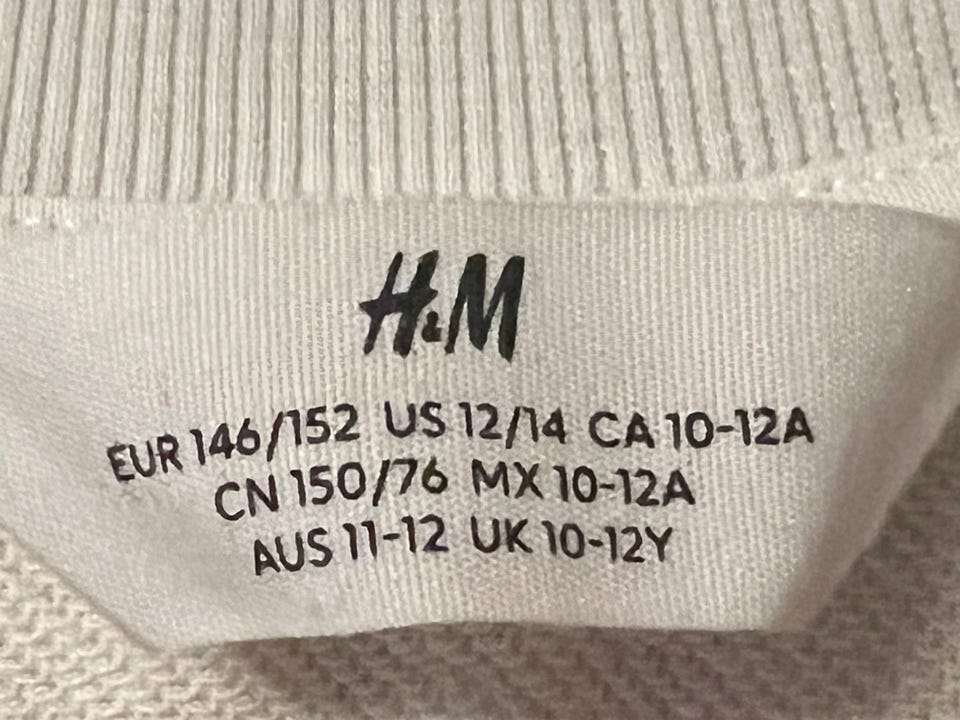 H&M
EUR 146/152 US 12/14 CA 10-12A
CN 150/76 MX 10-12A
AUS 11-12 UK 10-12Y